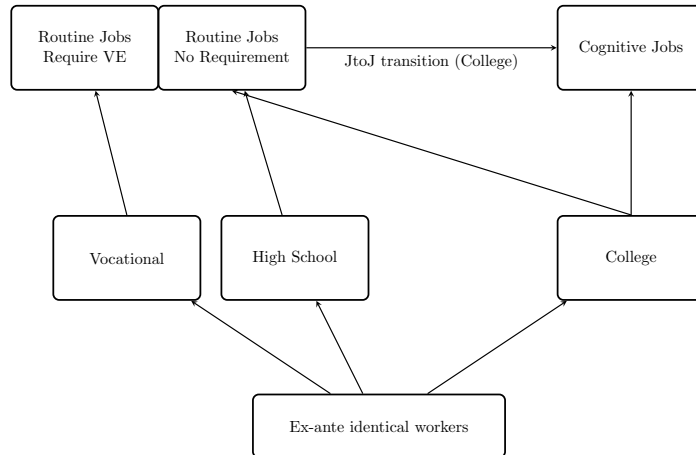 Routine Jobs
Require VE
Routine Jobs
No Requirement
JtoJ transition (College)
Cognitive Jobs
Vocational
High School
College
Ex-ante identical workers